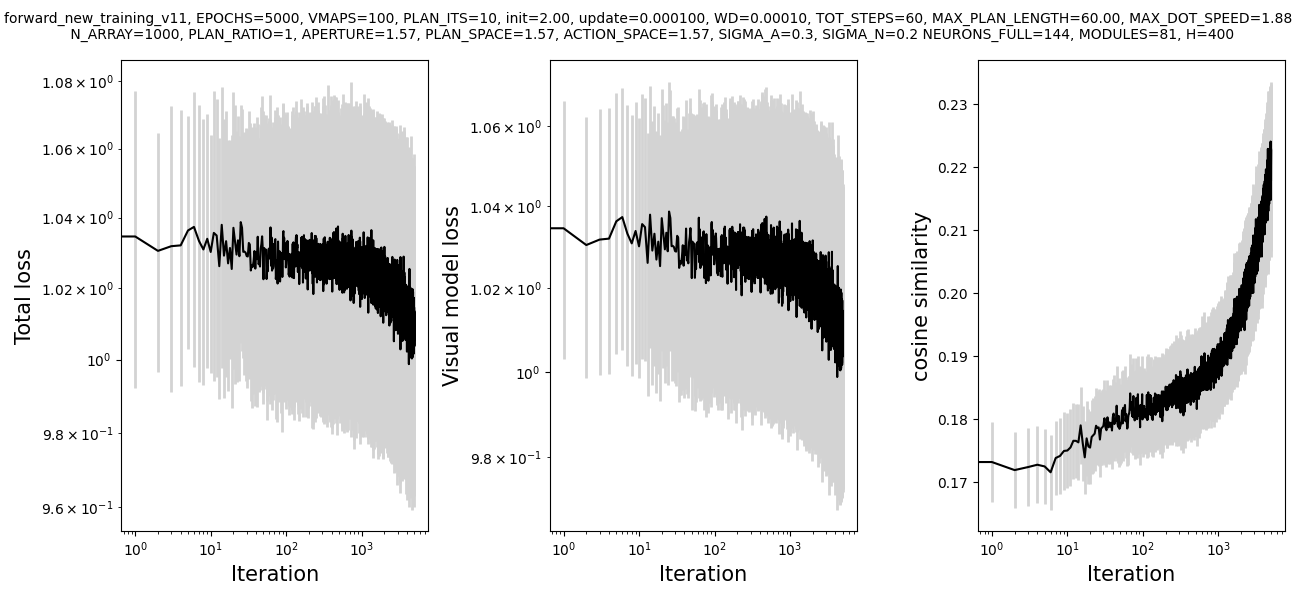 forward_new_training_v11, EPOCHS=5000, VMAPS=100, PLAN_ITS=10, init=2.00, update=0.000100, WD=0.00010, TOT_STEPS=60, MAX_PLAN_LENGTH=60.00, MAX_DOT_SPEED=1.88
N_ARRAY=1000, PLAN_RATIO=1, APERTURE=1.57, PLAN_SPACE=1.57, ACTION_SPACE=1.57, SIGMA_A=0.3, SIGMA_N=0.2 NEURONS_FULL=144, MODULES=81, H=400
Total loss
1.08 × 10⁰
1.06 × 10⁰
1.04 × 10⁰
1.02 × 10⁰
10⁰
9.8 × 10⁻¹
9.6 × 10⁻¹
10⁰ 10¹ 10² 10³
Iteration
Visual model loss
1.06 × 10⁰
1.04 × 10⁰
1.02 × 10⁰
10⁰
9.8 × 10⁻¹
10⁰ 10¹ 10² 10³
Iteration
cosine similarity
0.23
0.22
0.21
0.20
0.19
0.18
0.17
10⁰ 10¹ 10² 10³
Iteration